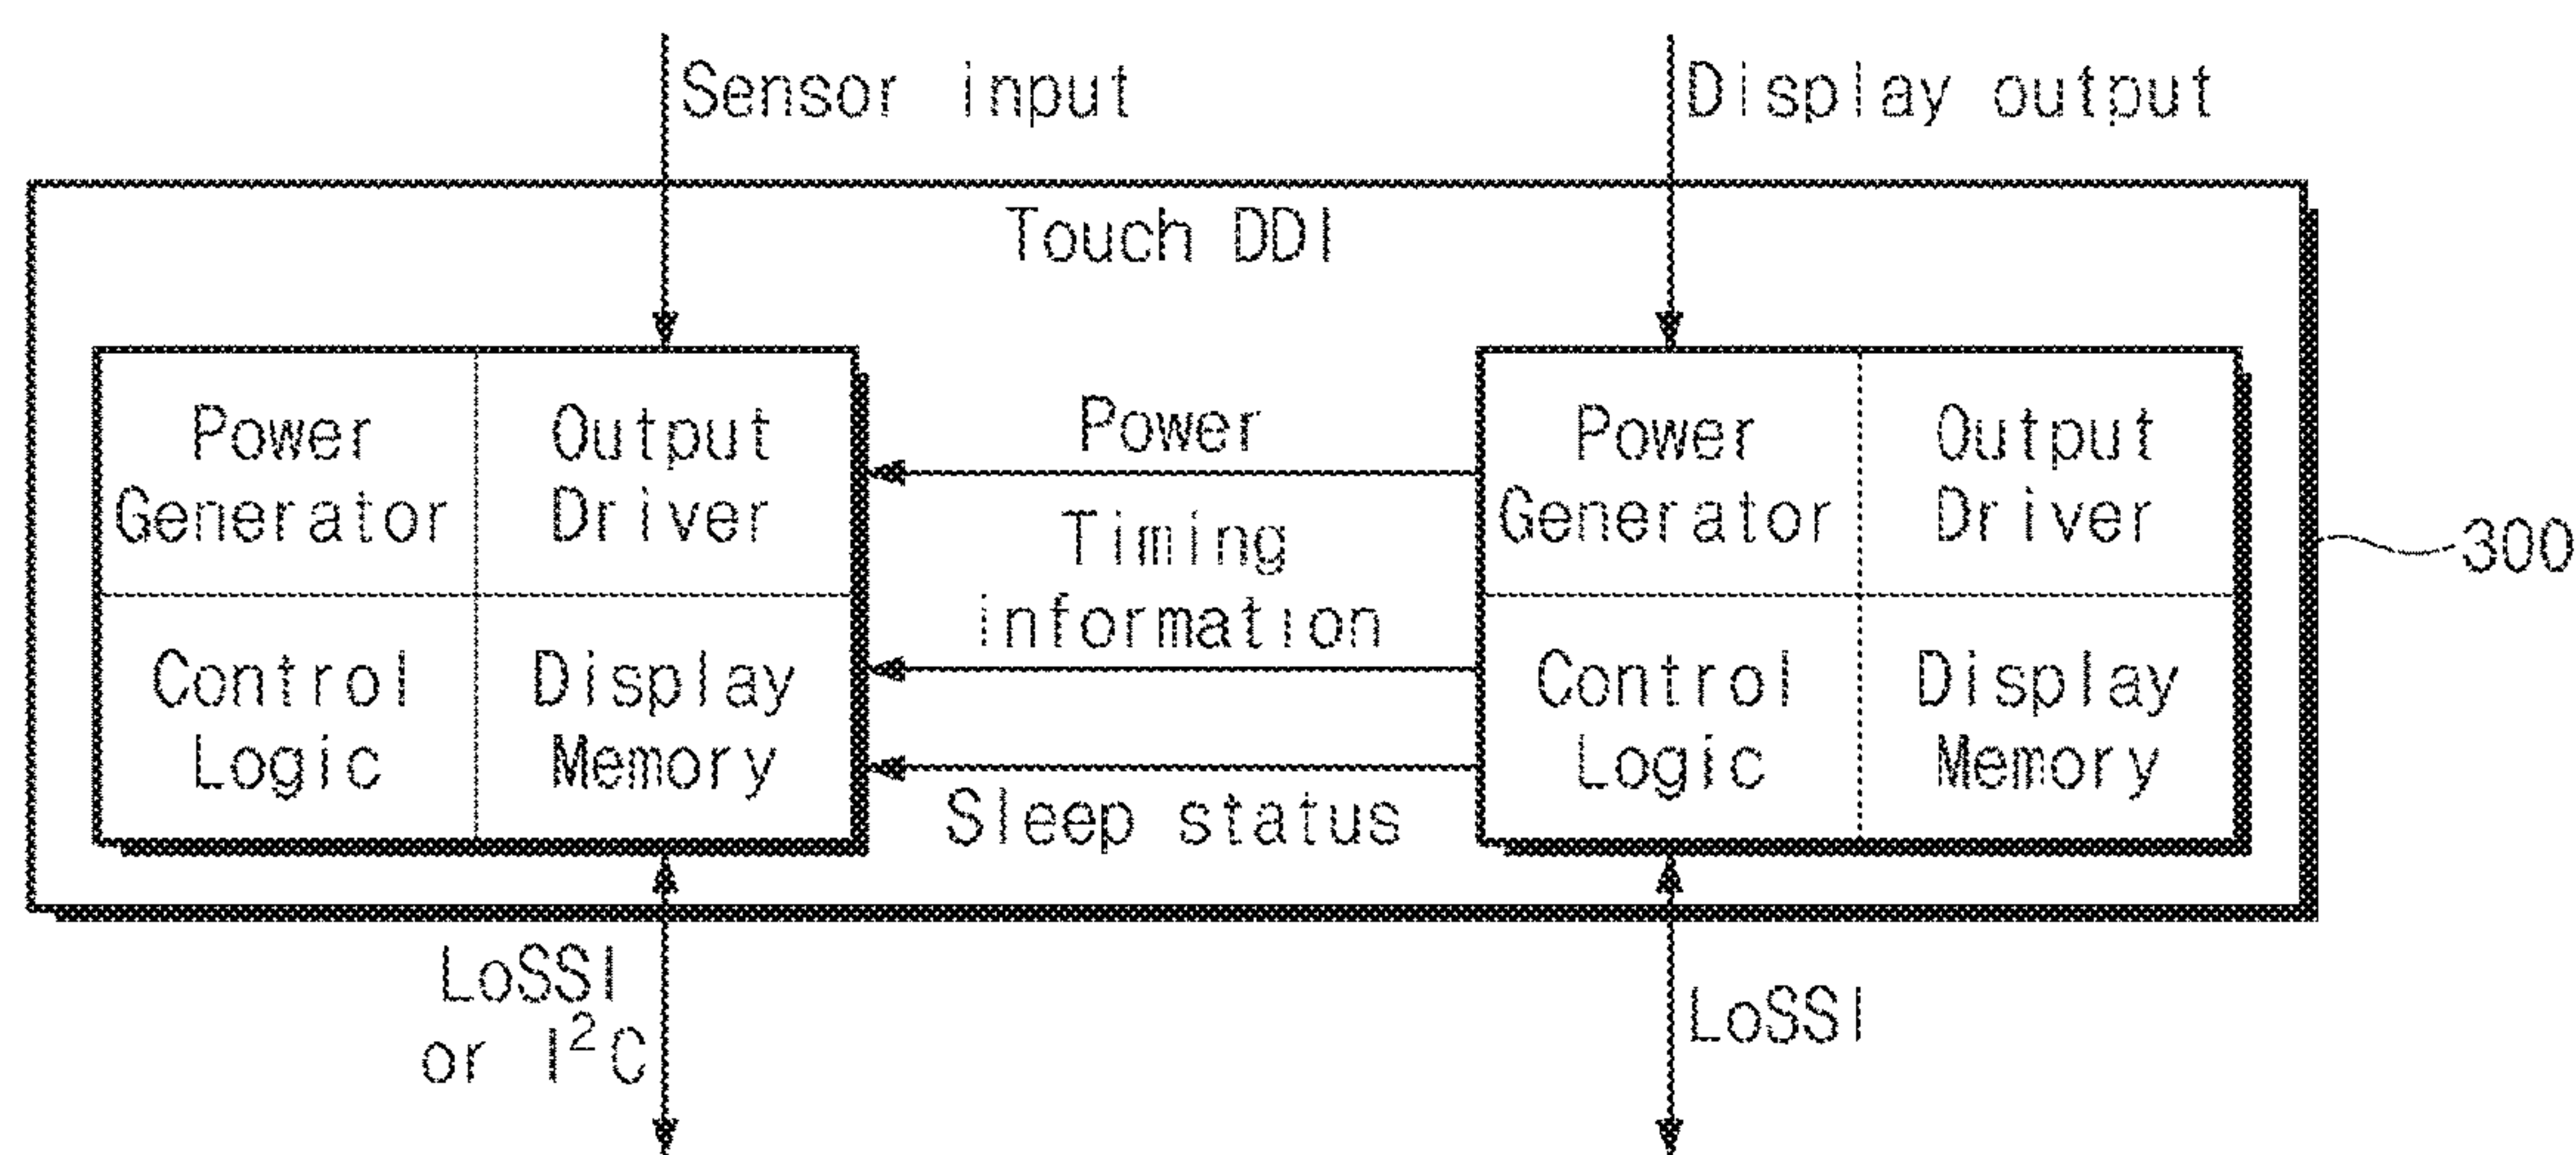 Sensor input
Display output
Touch DDI
Power
Generator
Output
Driver
Control
Logic
Display
Memory
Power
Timing
information
Sleep status
Power
Generator
Output
Driver
Control
Logic
Display
Memory
300
LoSSI
or I²C
LoSSI